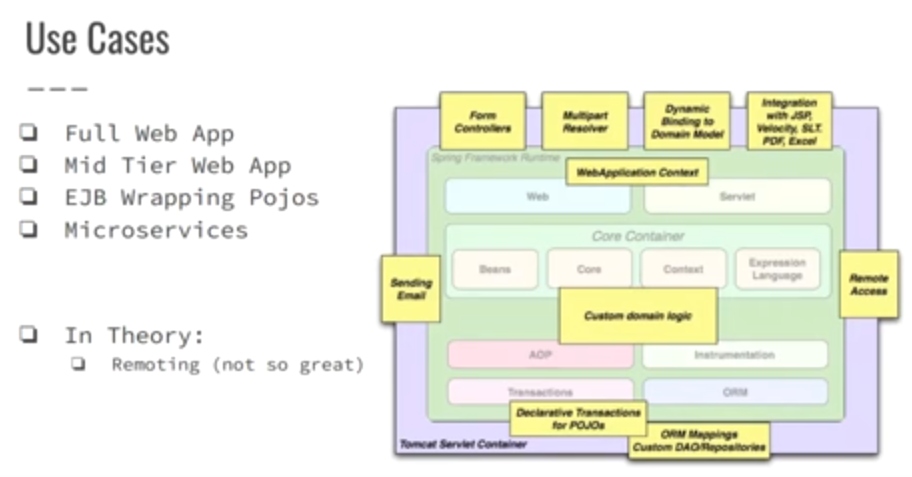 Use Cases
Full Web App
Mid Tier Web App
EJB Wrapping Pojos
Microservices
In Theory:
Remoting (not so great)
Form
Controllers
Multipart
Resolver
Dynamic
Binding to
Domain Model
Integration
with JSP,
Velocity, SLT.
PDF, Excel
Spring Framework Runtime
WebApplication Context
Web
Servlet
Core Container
Beans
Core
Context
Expression
Language
Sending
Email
Remote
Access
Custom domain logic
AOP
Instrumentation
Transactions
ORM
Declarative Transactions
for POJOs
ORM Mappings
Custom DAO/Repositories
Tomcat Servlet Container